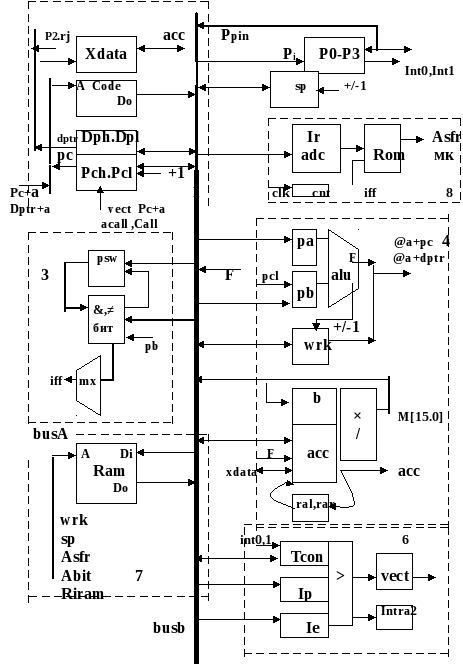 P2.rj
acc
Xdata
A Code
Do
dptr Dph.Dpl
pc
Pch.Pcl
+1
Pc+a
Dptr+a
vect Pc+a
acall ,Call
Ppin
Pi
P0-P3
Int0,Int1
sp
+/-1
Ir
adc
Rom
Asfr
мк
clk
cnt
iff
8
3
psw
&,≠
бит
pb
iff
mx
F
pa
pb
pcl
alu
F
@a+pc
@a+dptr
4
wrk
+/-1
b
acc
×
/
M[15.0]
F
xdata
acc
ral,rar
busA
A Di
Ram
Do
wrk
sp
Asfr
Abit
Riram
7
busb
int0,1
Tcon
Ip
Ie
>
6
vect
Intra2